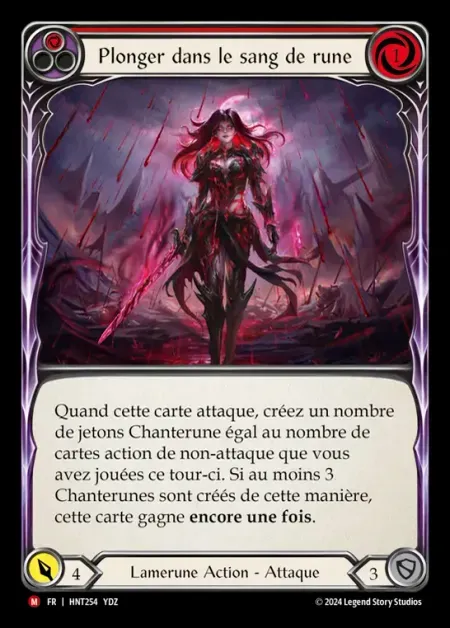 Plonger dans le sang de rune
1
Quand cette carte attaque, créez un nombre
de jetons Chanterune égal au nombre de
cartes action de non-attaque que vous
avez jouées ce tour-ci. Si au moins 3
Chanterunes sont créés de cette manière,
cette carte gagne encore une fois.
4
Lamerune Action - Attaque
3
M FR | HNT254 YDZ
© 2024 Legend Story Studios